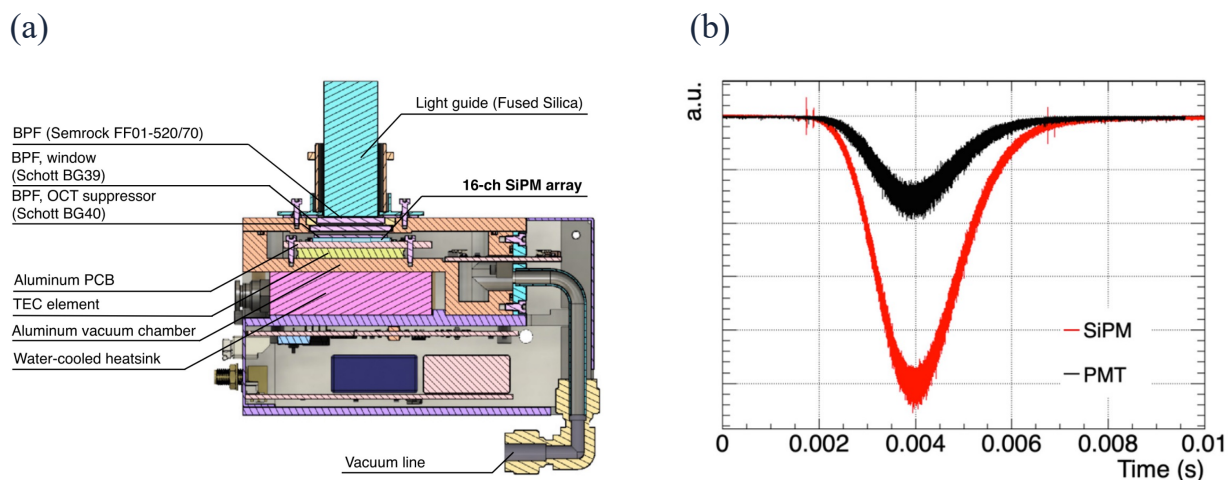 (a)
Light guide (Fused Silica)
BPF (Semrock FF01-520/70)
BPF, window
(Schott BG39)
BPF, OCT suppressor
(Schott BG40)
16-ch SiPM array
Aluminum PCB
TEC element
Aluminum vacuum chamber
Water-cooled heatsink
Vacuum line
(b)
a.u.
SiPM
PMT
0 0.002 0.004 0.006 0.008 0.01
Time (s)